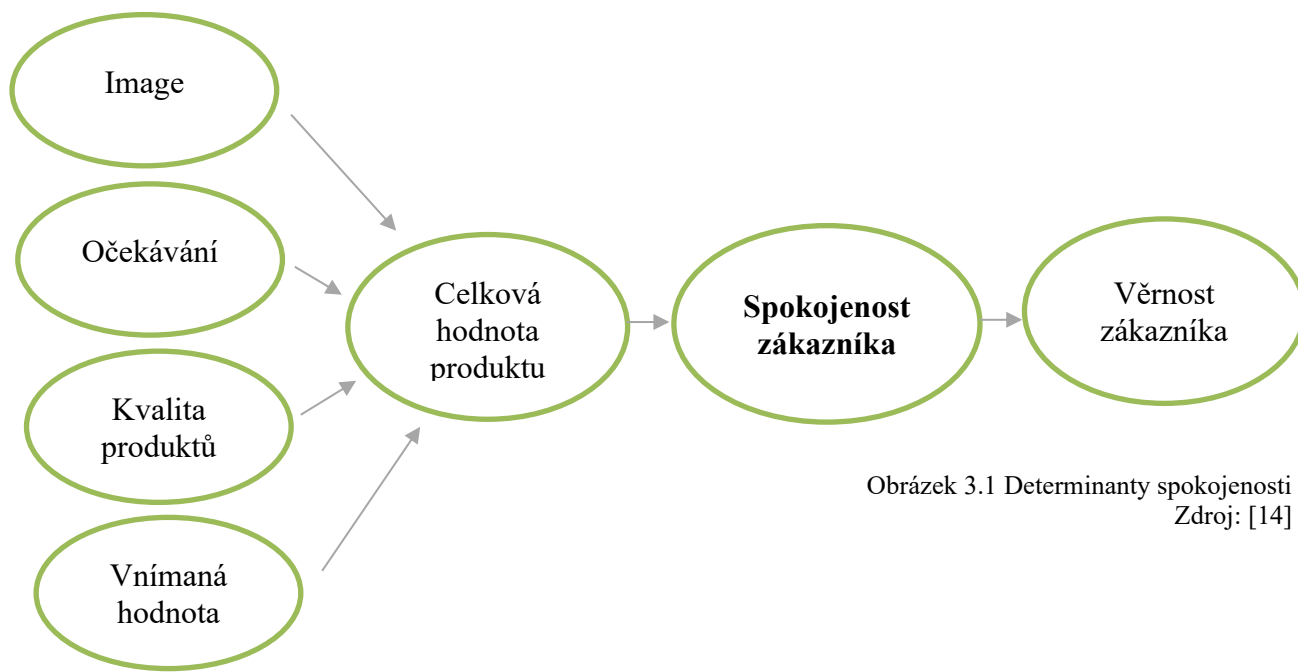 Image
Očekávání
Kvalita
produktů
Vnímaná
hodnota
Celková
hodnota
produktu
Spokojenost
zákazníka
Věrnost
zákazníka
Obrázek 3.1 Determinanty spokojenosti
Zdroj: [14]